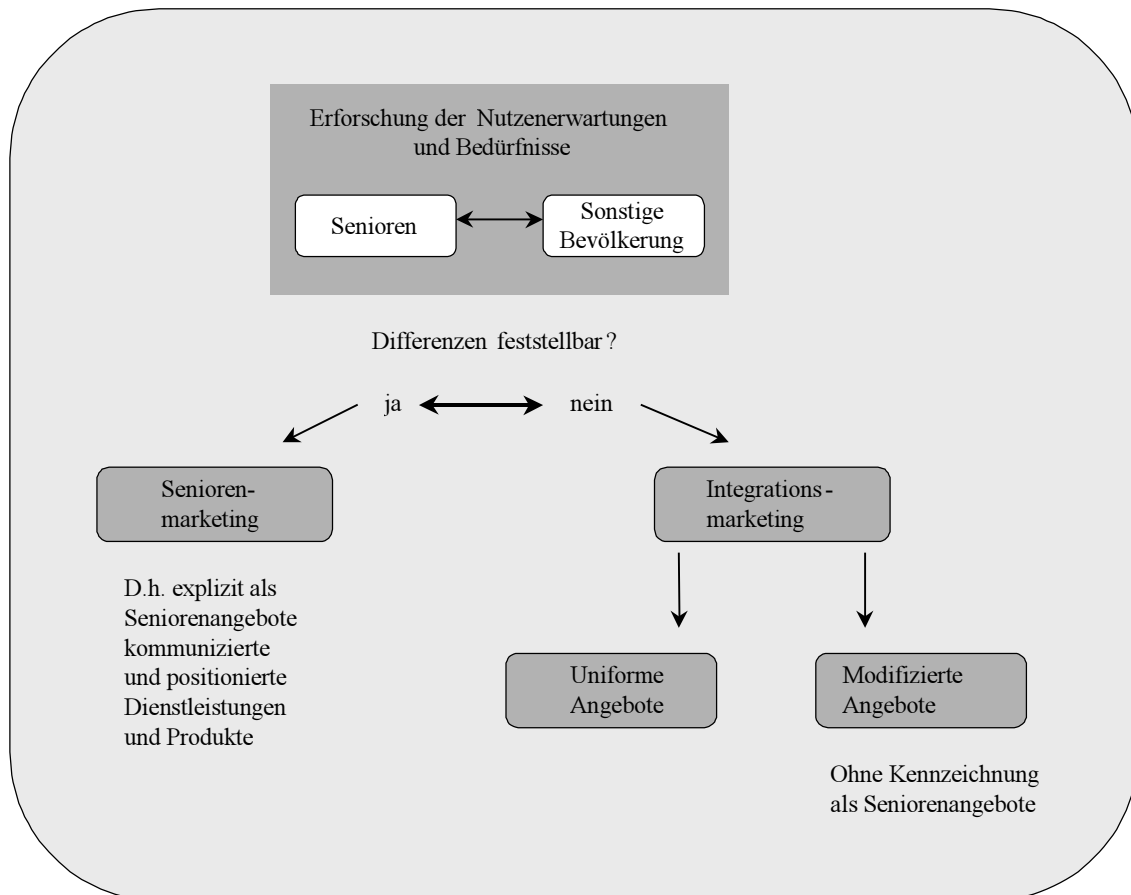 Erforschung der Nutzenerwartungen
und Bedürfnisse
Senioren
Sonstige
Bevölkerung
Differenzen feststellbar ?
ja
nein
Senioren-
marketing
D.h. explizit als
Seniorenangebote
kommunizierte
und positionierte
Dienstleistungen
und Produkte
Integrations-
marketing
Uniforme
Angebote
Modifizierte
Angebote
Ohne Kennzeichnung
als Seniorenangebote